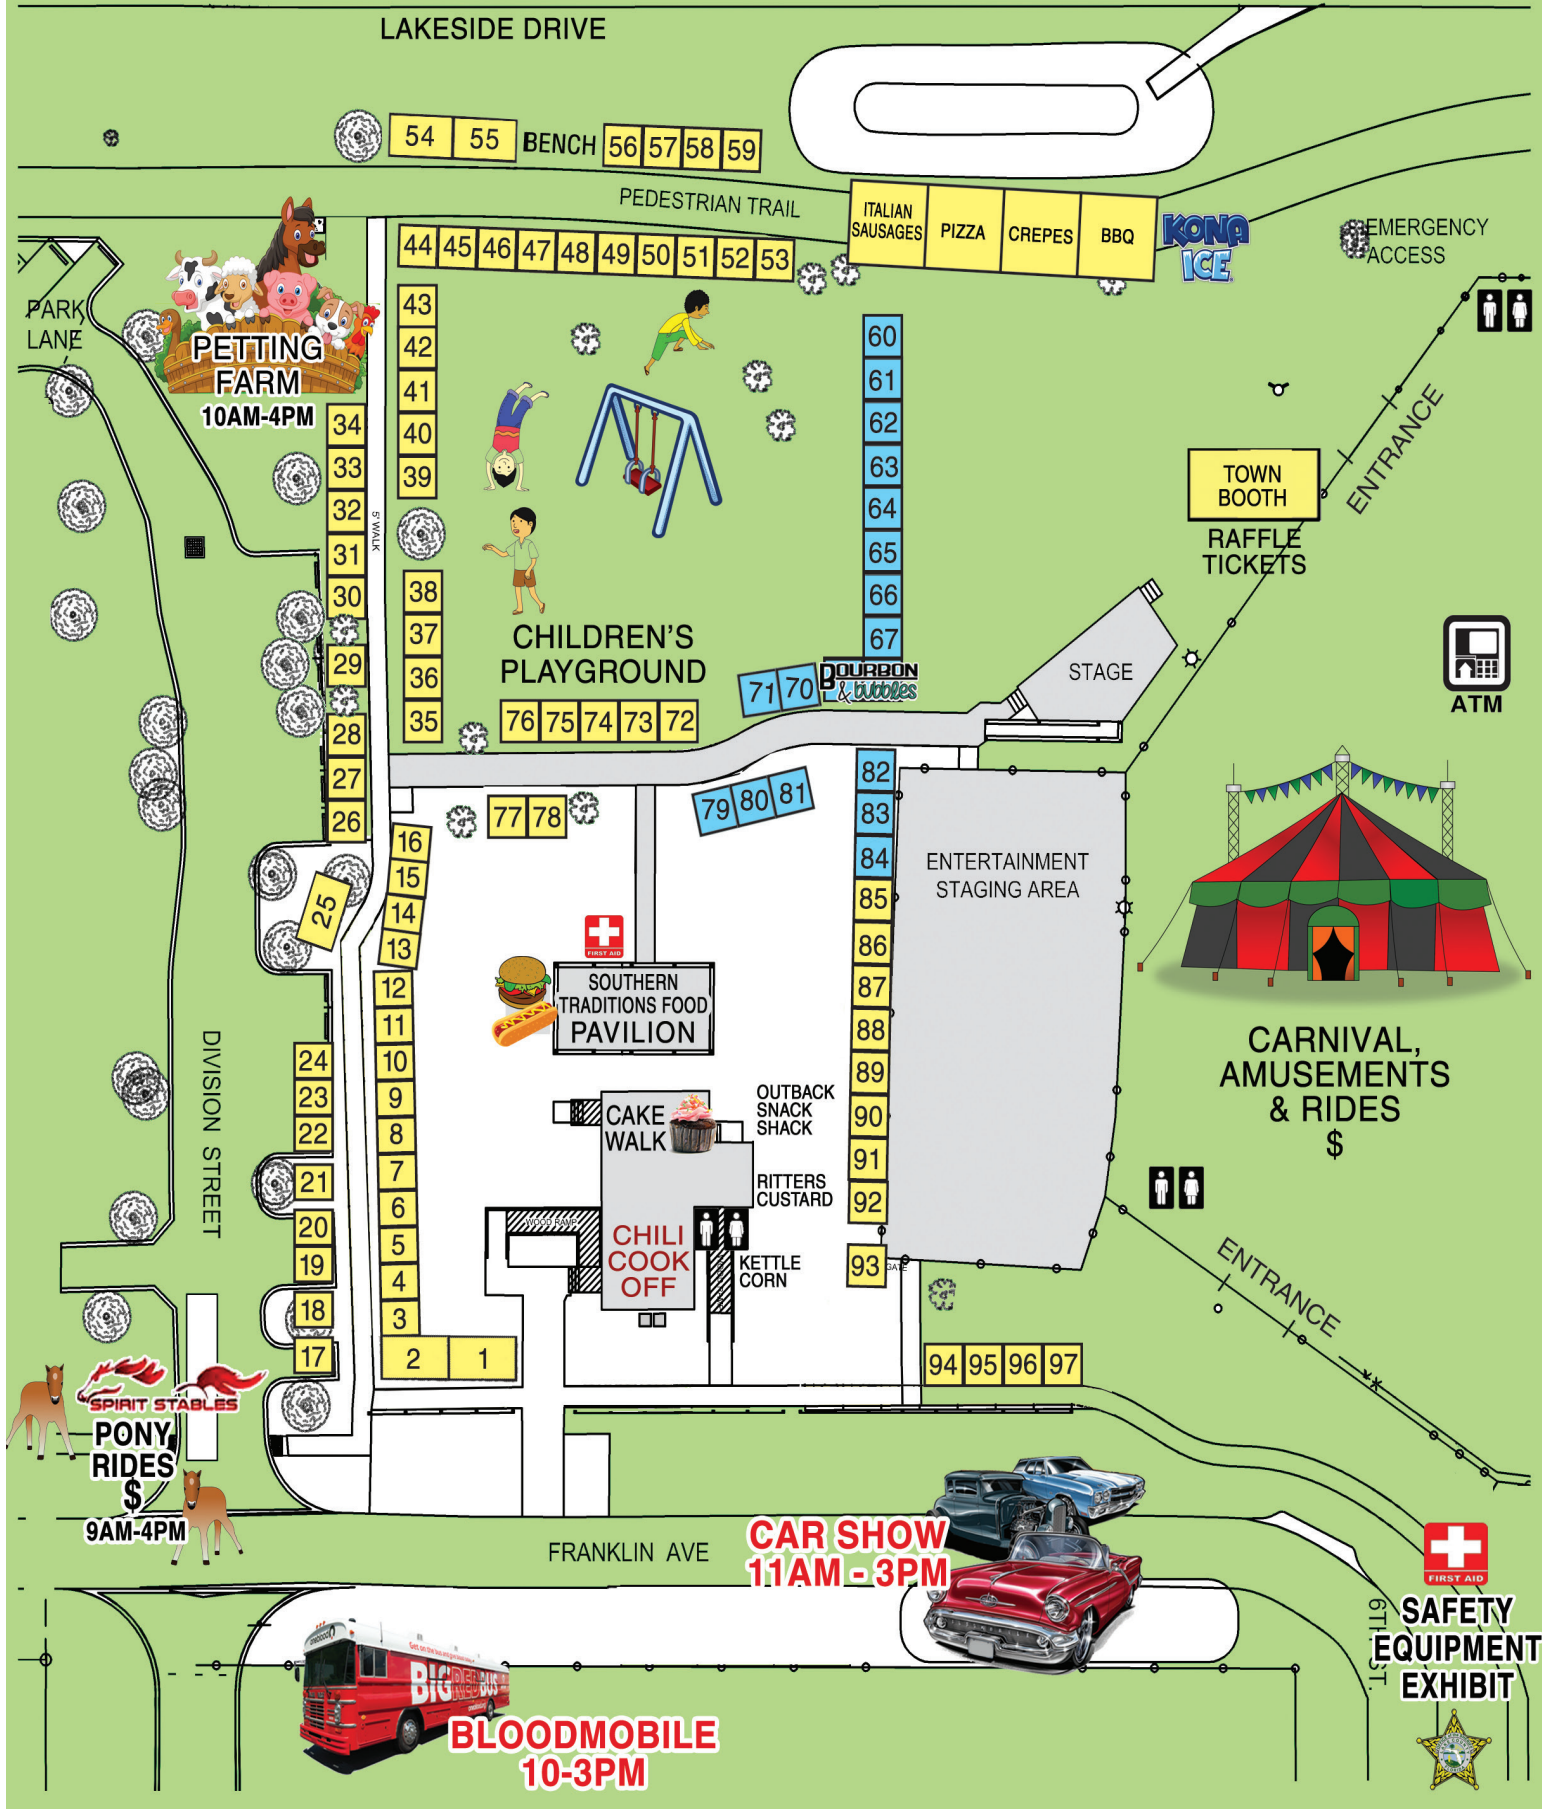 LAKESIDE DRIVE
54 55 BENCH 56 57 58 59
PEDESTRIAN TRAIL
ITALIAN
SAUSAGES
PIZZA
CREPES
BBQ
KONA
ICE
EMERGENCY
ACCESS
44 45 46 47 48 49 50 51 52 53
PARK
LANE
PETTING
FARM
10AM-4PM
43
42
41
40
39
34
33
32
31
30
29
28
27
26
5' WALK
38
37
36
35
CHILDREN'S
PLAYGROUND
60
61
62
63
64
65
66
67
BOURBON
& bubbles
71 70
76 75 74 73 72
TOWN
BOOTH
RAFFLE
TICKETS
ENTRANCE
STAGE
ATM
77 78
79 80 81
82
83
84
85
86
87
88
89
90
91
92
93
GATE
ENTERTAINMENT
STAGING AREA
16
15
14
13
12
11
10
9
8
7
6
5
4
3
2 1
25
24
23
22
21
20
19
18
17
DIVISION STREET
FIRST AID
SOUTHERN
TRADITIONS FOOD
PAVILION
CAKE
WALK
OUTBACK
SNACK
SHACK
RITTERS
CUSTARD
WOOD RAMP
CHILI
COOK
OFF
KETTLE
CORN
CARNIVAL,
AMUSEMENTS
& RIDES
$
ENTRANCE
94 95 96 97
SPIRIT STABLES
PONY
RIDES
$
9AM-4PM
FRANKLIN AVE
CAR SHOW
11AM - 3PM
BIG RED BUS
BLOODMOBILE
10-3PM
6TH ST.
FIRST AID
SAFETY
EQUIPMENT
EXHIBIT